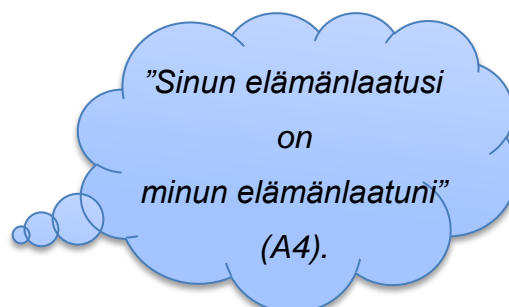 ”Sinun elämänlaatusi
on
minun elämänlaatuni”
(A4).